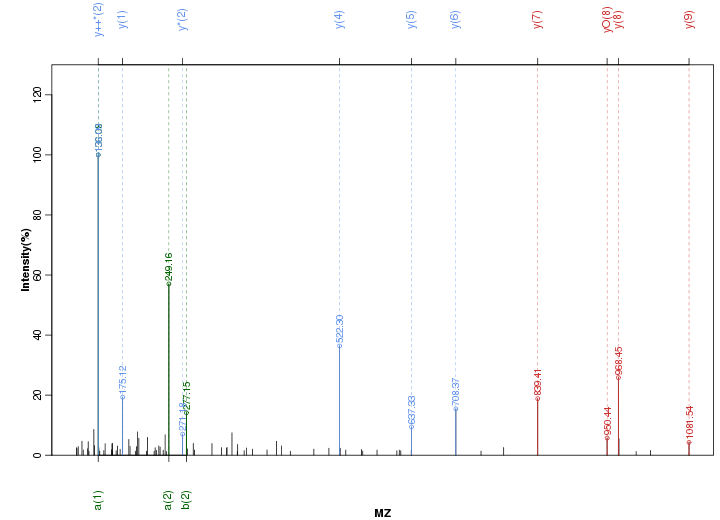 y++*(2)
y(1)
y*(2)
y(4)
y(5)
y(6)
y(7)
yO(8)
y(8)
y(9)
Intensity(%)
120
100
80
60
40
20
0
136.08
175.12
249.16
271.18
277.15
522.30
637.33
708.37
839.41
950.44
968.45
1081.54
a(1)
a(2)
b(2)
MZ